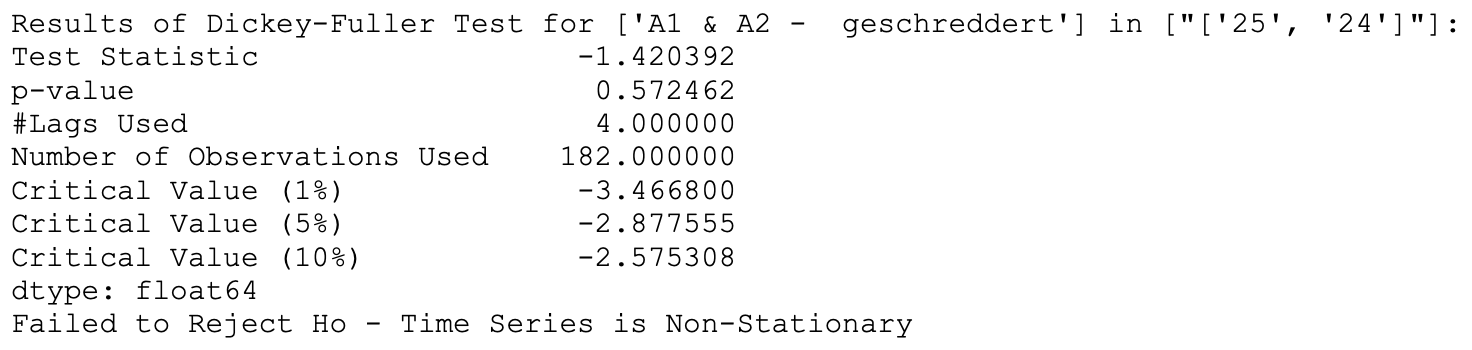 Results of Dickey-Fuller Test for ['A1 & A2 -  geschreddert'] in ["['25', '24']"]:
Test Statistic                  -1.420392
p-value                          0.572462
#Lags Used                       4.000000
Number of Observations Used    182.000000
Critical Value (1%)             -3.466800
Critical Value (5%)             -2.877555
Critical Value (10%)            -2.575308
dtype: float64
Failed to Reject Ho - Time Series is Non-Stationary